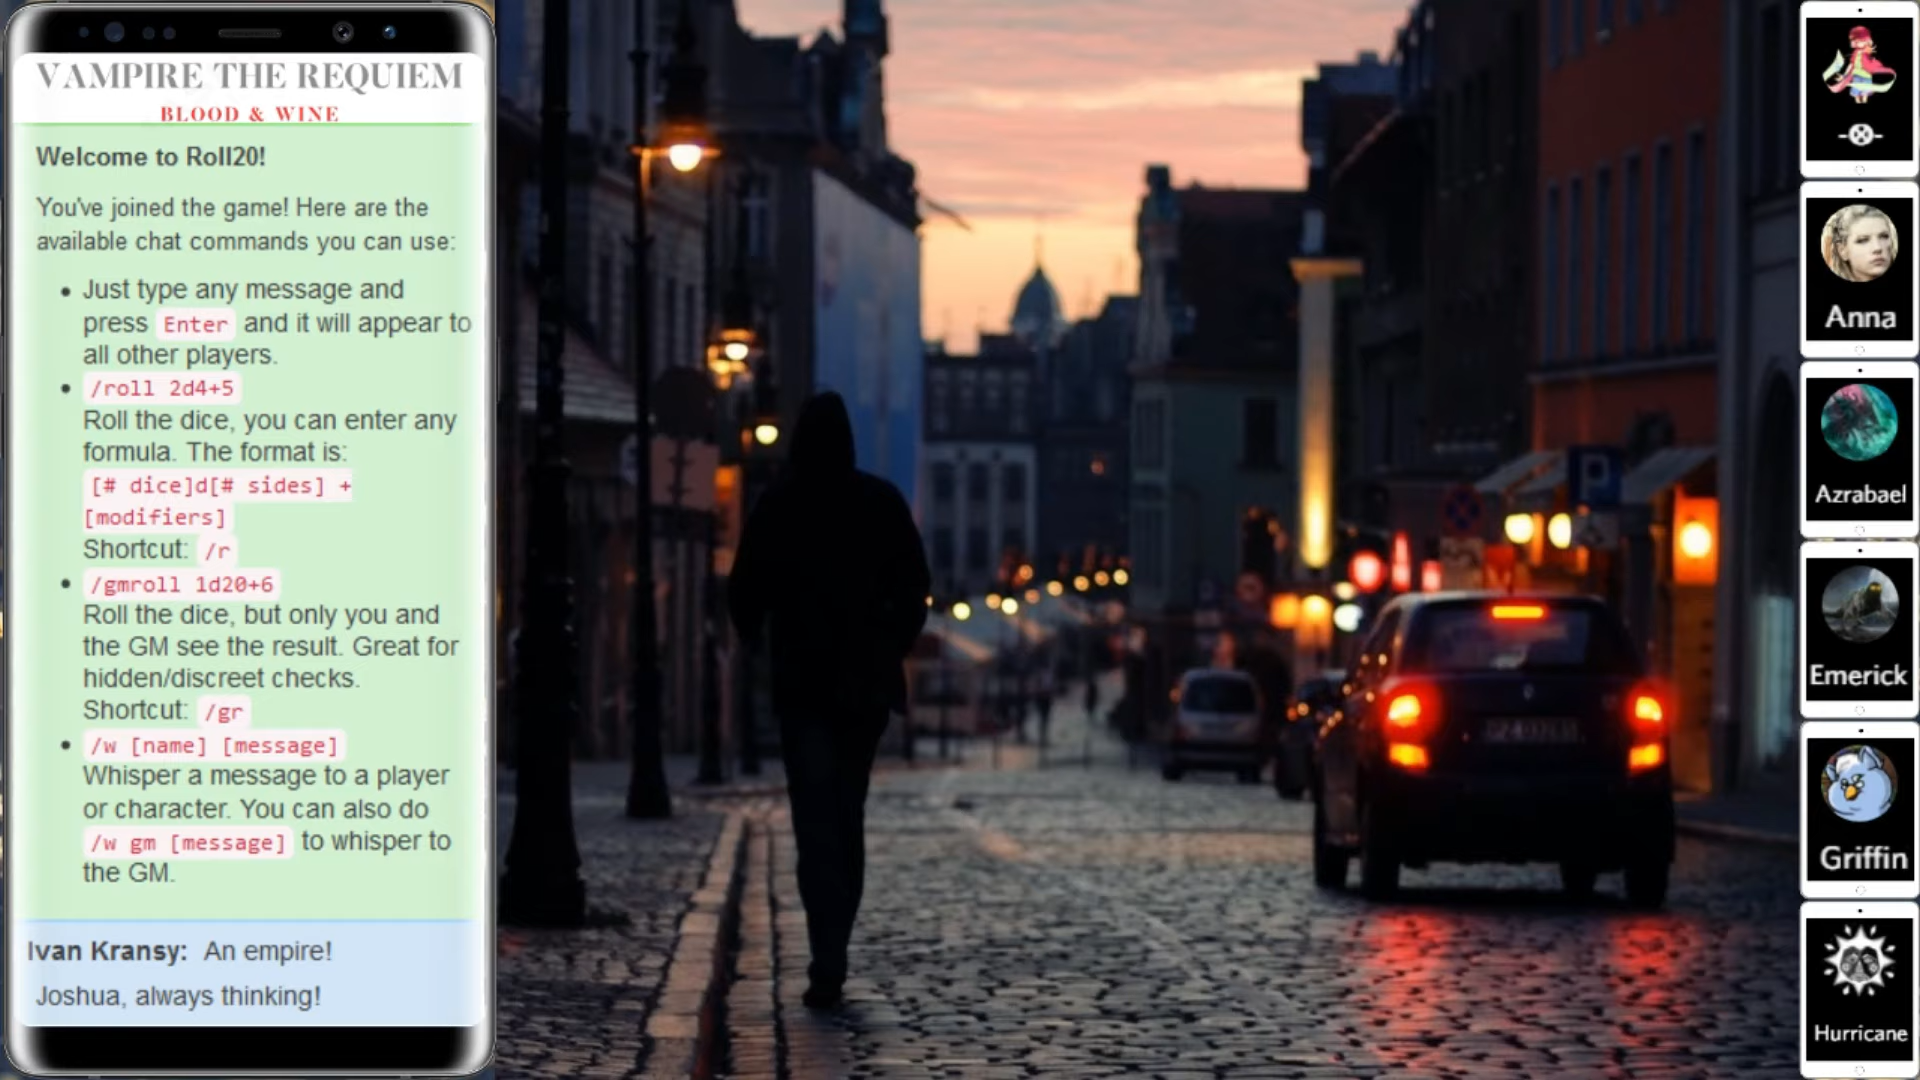 VAMPIRE THE REQUIEM
BLOOD & WINE
Welcome to Roll20!
You've joined the game! Here are the
available chat commands you can use:
• Just type any message and
press Enter and it will appear to
all other players.
• /roll 2d4+5
Roll the dice, you can enter any
formula. The format is:
[# dice]d[# sides] +
[modifiers]
Shortcut: /r
• /gmroll 1d20+6
Roll the dice, but only you and
the GM see the result. Great for
hidden/discreet checks.
Shortcut: /gr
• /w [name] [message]
Whisper a message to a player
or character. You can also do
/w gm [message] to whisper to
the GM.
Ivan Kransy: An empire!
Joshua, always thinking!
P
Anna
Azrabael
Emerick
Griffin
Hurricane